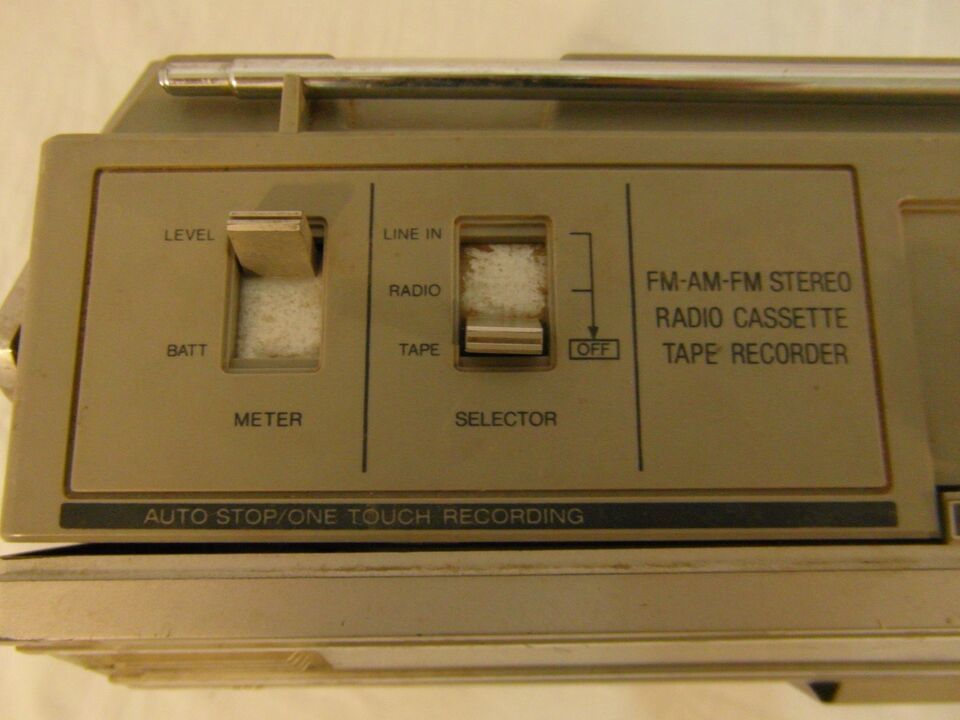 LEVEL
BATT
METER
LINE IN
RADIO
TAPE
OFF
SELECTOR
FM-AM-FM STEREO
RADIO CASSETTE
TAPE RECORDER
AUTO STOP/ONE TOUCH RECORDING